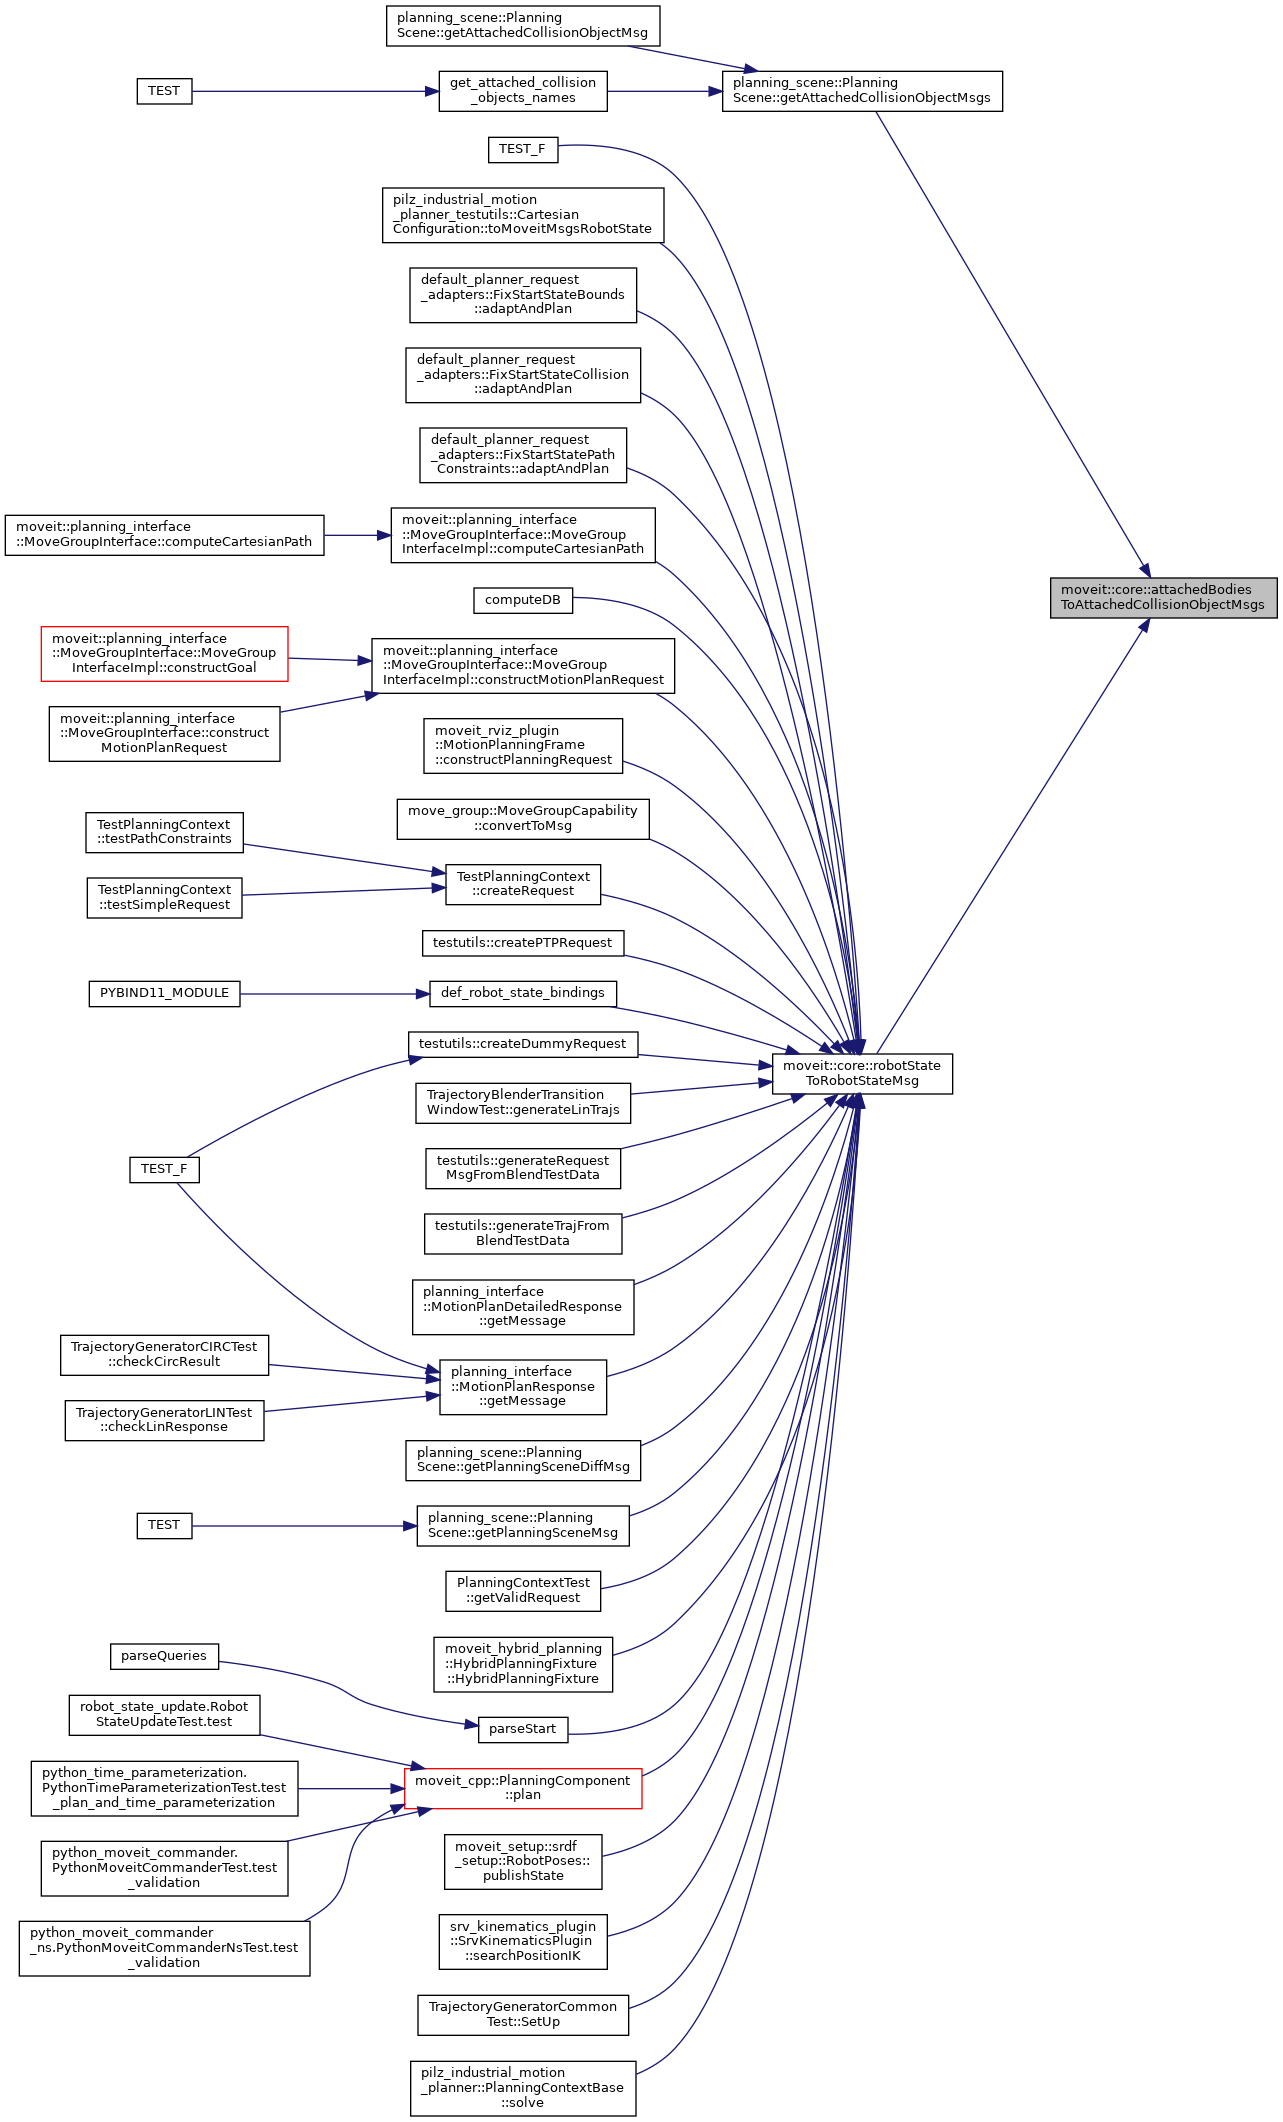 planning_scene::Planning
Scene::getAttachedCollisionObjectMsg
planning_scene::Planning
Scene::getAttachedCollisionObjectMsgs
get_attached_collision
_objects_names
TEST
TEST_F
pilz_industrial_motion
_planner_testutils::Cartesian
Configuration::toMoveitMsgsRobotState
default_planner_request
_adapters::FixStartStateBounds
::adaptAndPlan
default_planner_request
_adapters::FixStartStateCollision
::adaptAndPlan
default_planner_request
_adapters::FixStartStatePath
Constraints::adaptAndPlan
moveit::planning_interface
::MoveGroupInterface::computeCartesianPath
moveit::planning_interface
::MoveGroupInterface::MoveGroup
InterfaceImpl::computeCartesianPath
moveit::core::attachedBodies
ToAttachedCollisionObjectMsgs
computeDB
moveit::planning_interface
::MoveGroupInterface::MoveGroup
InterfaceImpl::constructGoal
moveit::planning_interface
::MoveGroupInterface::MoveGroup
InterfaceImpl::constructMotionPlanRequest
moveit::planning_interface
::MoveGroupInterface::construct
MotionPlanRequest
moveit_rviz_plugin
::MotionPlanningFrame
::constructPlanningRequest
move_group::MoveGroupCapability
::convertToMsg
TestPlanningContext
::testPathConstraints
TestPlanningContext
::createRequest
TestPlanningContext
::testSimpleRequest
testutils::createPTPRequest
PYBIND11_MODULE
def_robot_state_bindings
testutils::createDummyRequest
moveit::core::robotState
ToRobotStateMsg
TrajectoryBlenderTransition
WindowTest::generateLinTrajs
testutils::generateRequest
MsgFromBlendTestData
TEST_F
testutils::generateTrajFrom
BlendTestData
planning_interface
::MotionPlanDetailedResponse
::getMessage
TrajectoryGeneratorCIRCTest
::checkCircResult
planning_interface
::MotionPlanResponse
::getMessage
TrajectoryGeneratorLINTest
::checkLinResponse
planning_scene::Planning
Scene::getPlanningSceneDiffMsg
TEST
planning_scene::Planning
Scene::getPlanningSceneMsg
PlanningContextTest
::getValidRequest
moveit_hybrid_planning
::HybridPlanningFixture
::HybridPlanningFixture
parseQueries
parseStart
robot_state_update.Robot
StateUpdateTest.test
python_time_parameterization.
PythonTimeParameterizationTest.test
_plan_and_time_parameterization
moveit_cpp::PlanningComponent
::plan
python_moveit_commander.
PythonMoveitCommanderTest.test
_validation
moveit_setup::srdf
_setup::RobotPoses::
publishState
python_moveit_commander
_ns.PythonMoveitCommanderNsTest.test
_validation
srv_kinematics_plugin
::SrvKinematicsPlugin
::searchPositionIK
TrajectoryGeneratorCommon
Test::SetUp
pilz_industrial_motion
_planner::PlanningContextBase
::solve